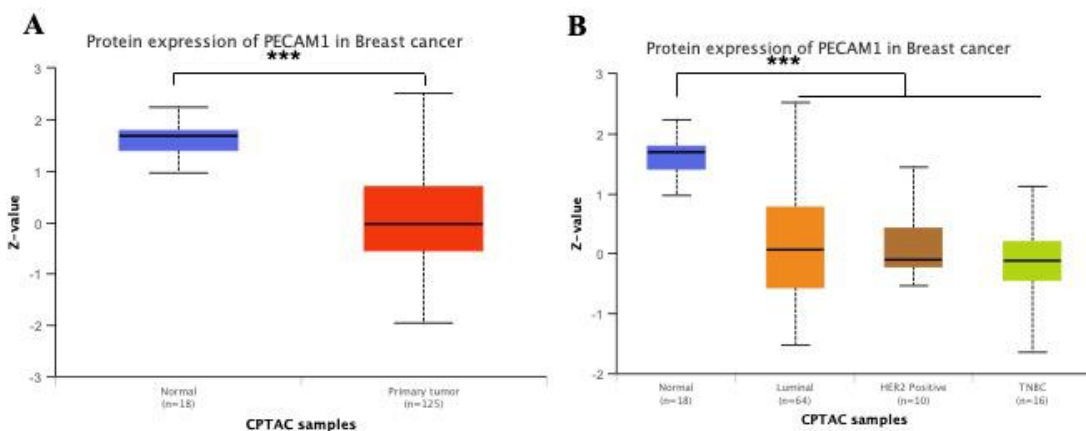 A
Protein expression of PECAM1 in Breast cancer
***
3
2
1
0
-1
-2
-3
Z-value
Normal
(n=18)
Primary tumor
(n=125)
CPTAC samples
B
Protein expression of PECAM1 in Breast cancer
***
3
2
1
0
-1
-2
Z-value
Normal
(n=18)
Luminal
(n=64)
HER2 Positive
(n=10)
TNBC
(n=16)
CPTAC samples